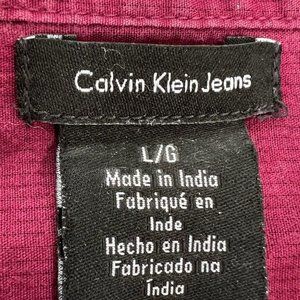 Calvin Klein Jeans
L/G
Made in India
Fabriqué en
Inde
Hecho en India
Fabricado na
Índia